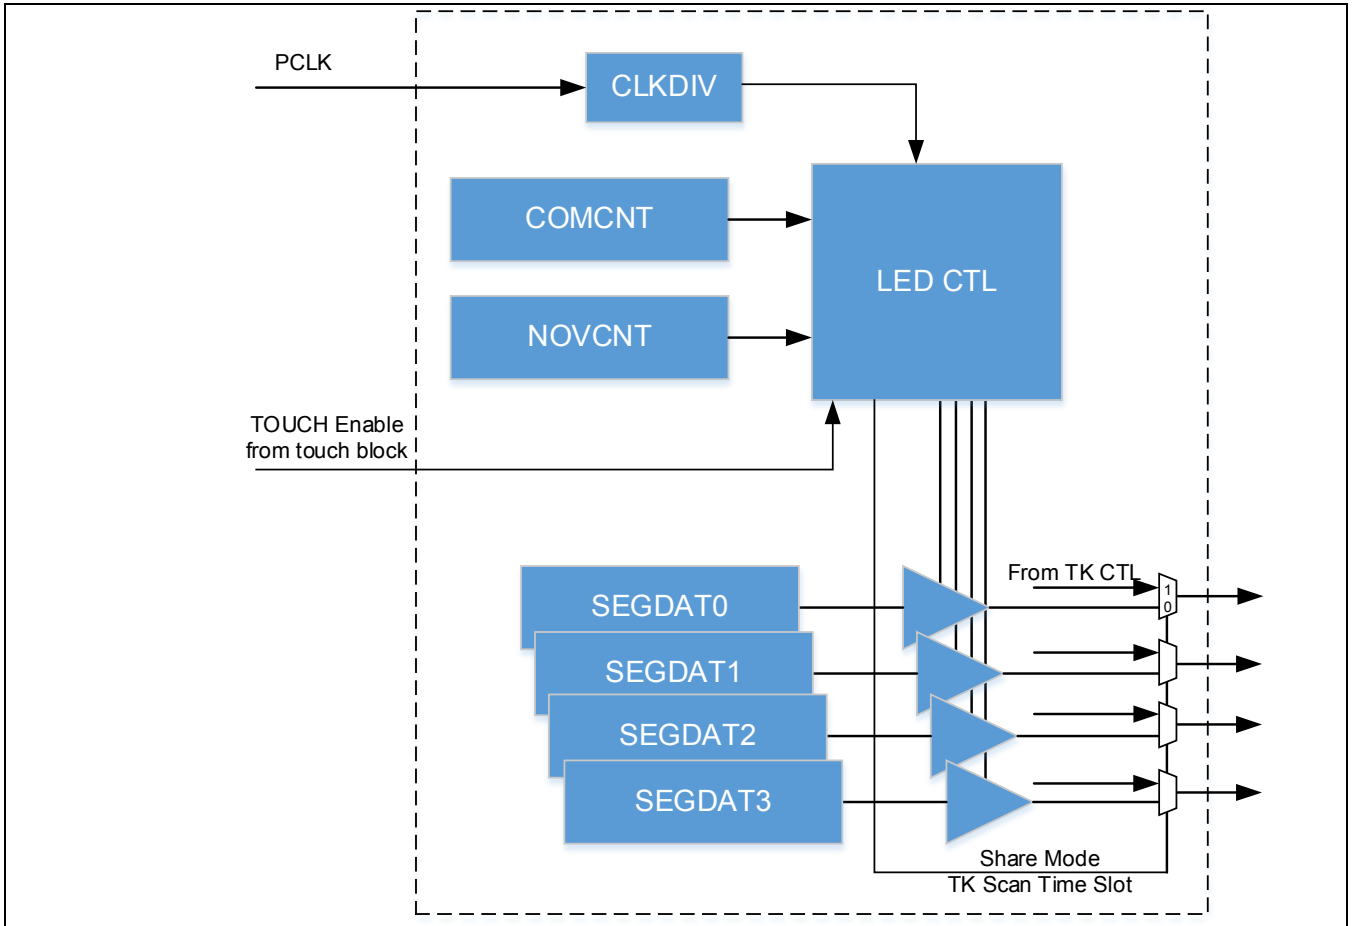 PCLK
CLKDIV
COMCNT
LED CTL
NOVCNT
TOUCH Enable
from touch block
From TK CTL
SEGDAT0
1
0
SEGDAT1
SEGDAT2
SEGDAT3
Share Mode
TK Scan Time Slot